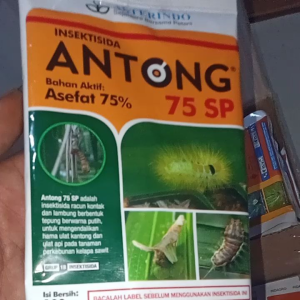 ASTERINDO
INSEKTISIDA
ANTONG®
Bahan Aktif:
Asefat 75%
75 SP
Antong 75 SP adalah
insektisida racun kontak
dan lambung berbentuk
tepung berwarna putih,
untuk mengendalikan
hama ulat kantong dan
ulat api pada tanaman
perkebunan kelapa sawit
INSEKTISIDA
Isi Bersih:
BACALAH LABEL SEBELUM MENGGUNAKAN INSEKTISIDA INI